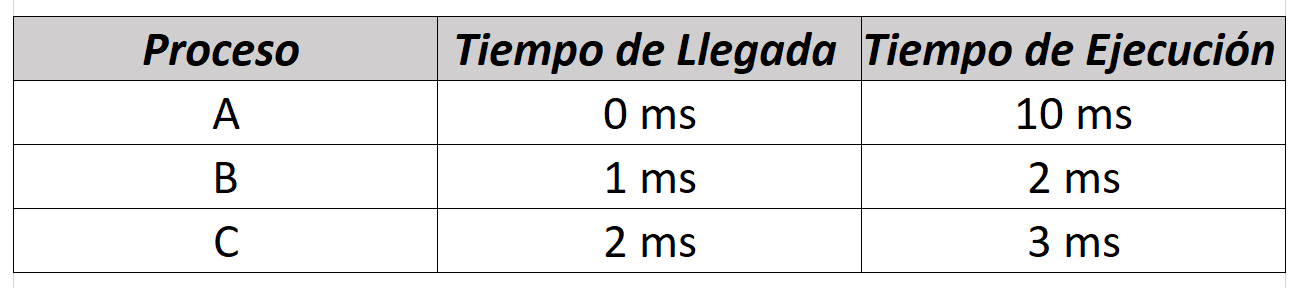 Proceso Tiempo de Llegada Tiempo de Ejecución
A 0 ms 10 ms
B 1 ms 2 ms
C 2 ms 3 ms